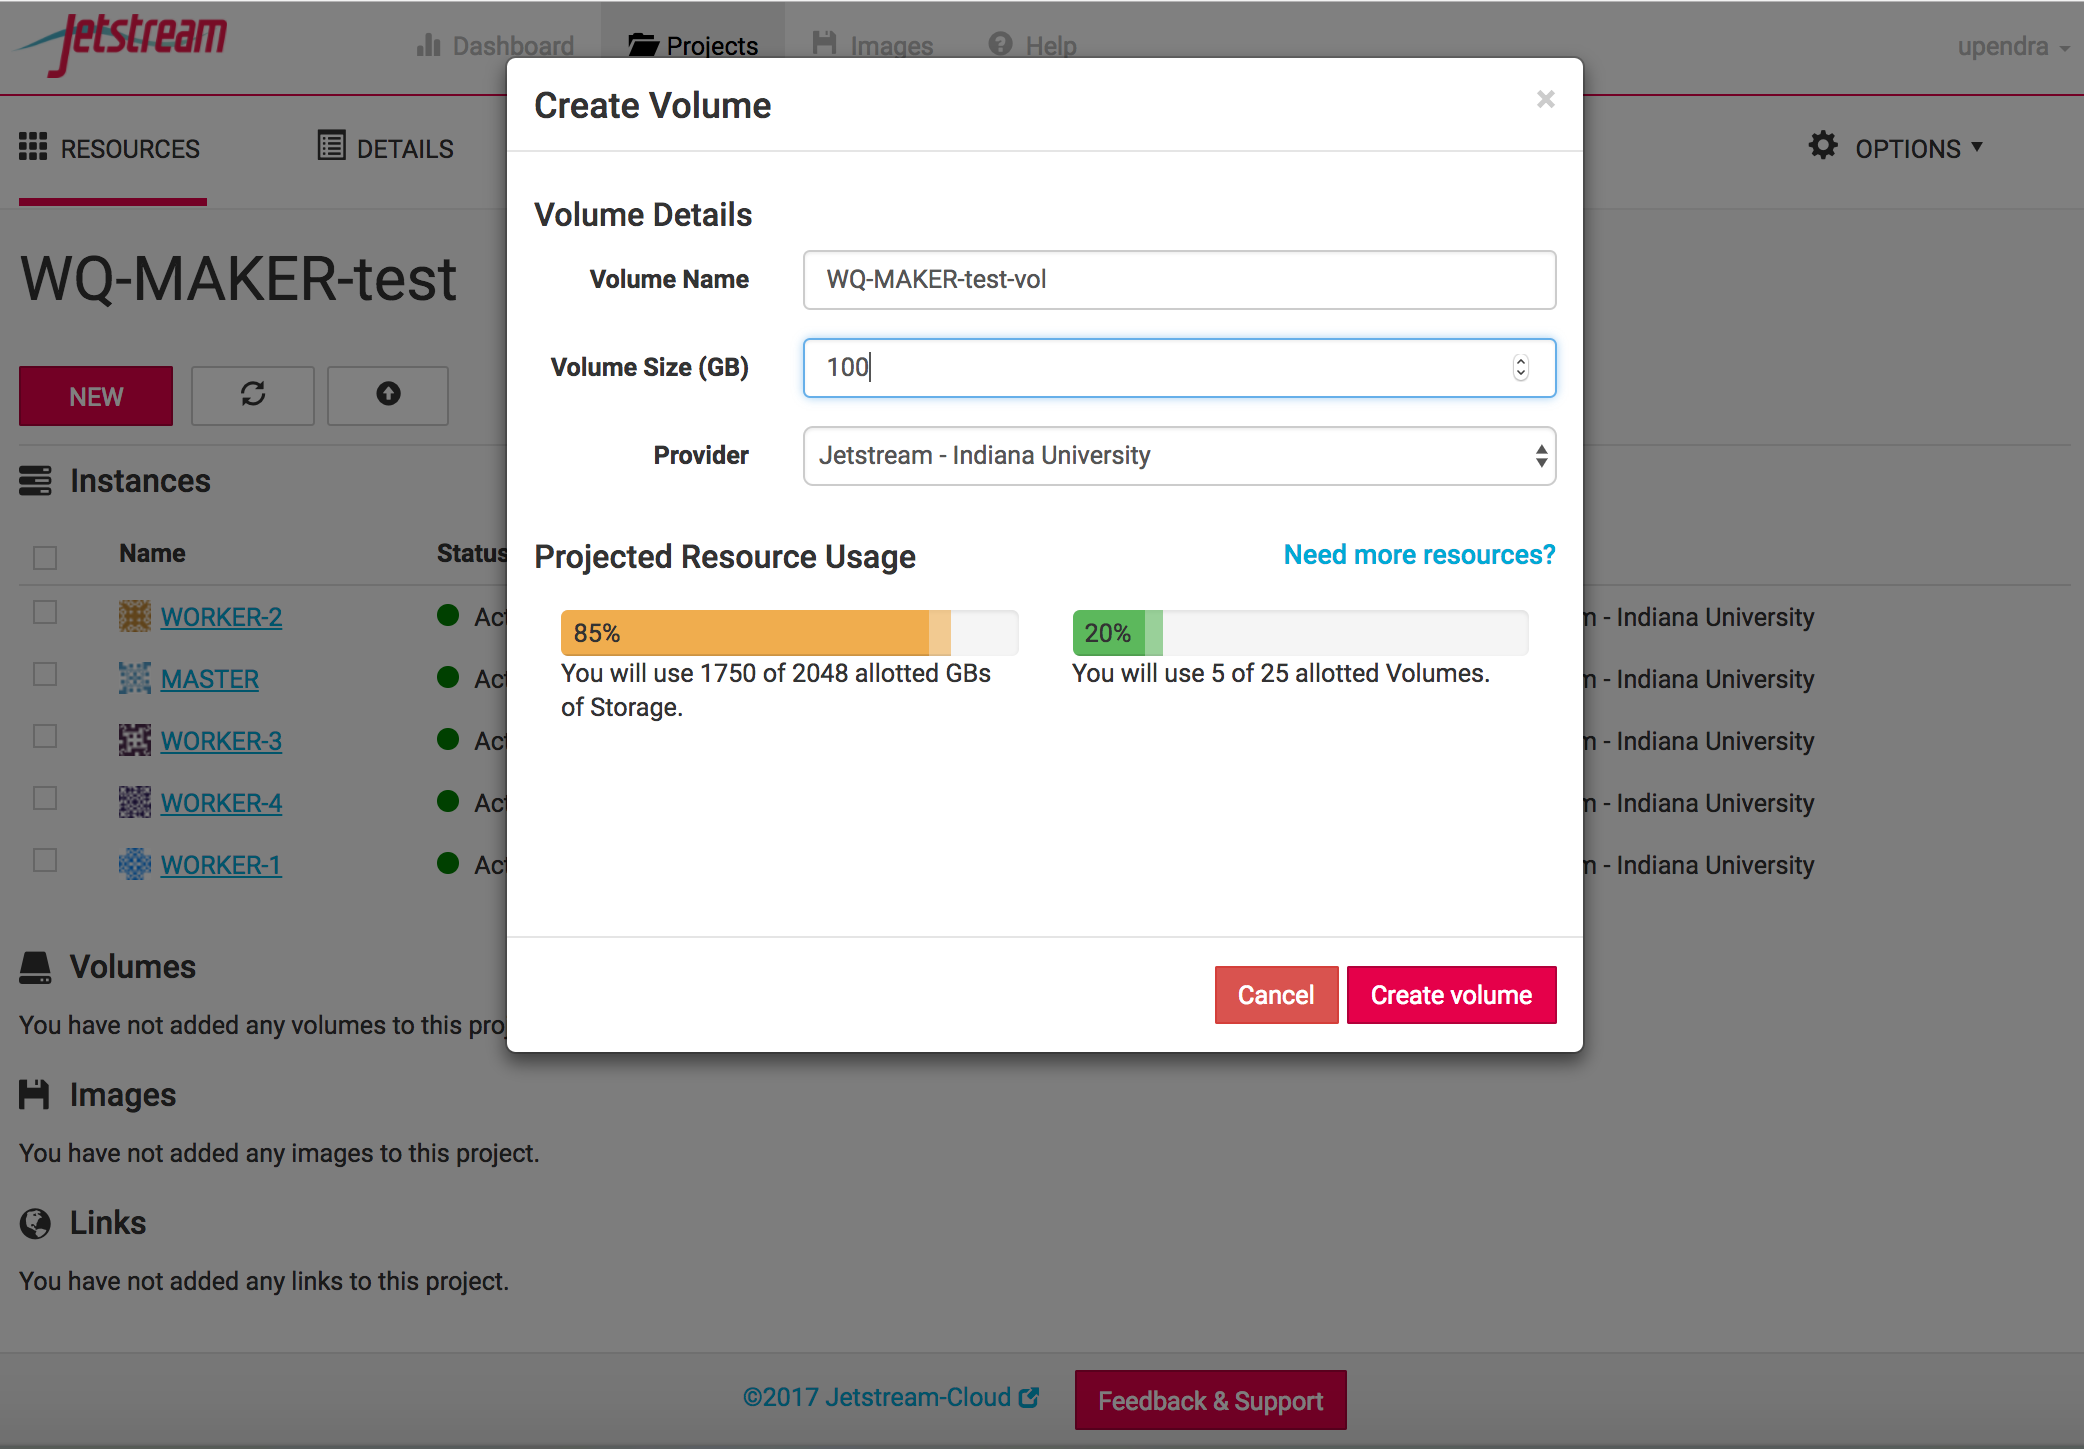 Jetstream
Dashboard Projects Images Help upendra
RESOURCES DETAILS OPTIONS
WQ-MAKER-test
NEW
Instances
Name Status
WORKER-2 Act m - Indiana University
MASTER Act m - Indiana University
WORKER-3 Act m - Indiana University
WORKER-4 Act m - Indiana University
WORKER-1 Act m - Indiana University
Volumes
You have not added any volumes to this proj
Images
You have not added any images to this project.
Links
You have not added any links to this project.
Create Volume ×
Volume Details
Volume Name WQ-MAKER-test-vol
Volume Size (GB) 100
Provider Jetstream - Indiana University
Projected Resource Usage Need more resources?
85% 20%
You will use 1750 of 2048 allotted GBs
of Storage.
You will use 5 of 25 allotted Volumes.
Cancel Create volume
©2017 Jetstream-Cloud Feedback & Support